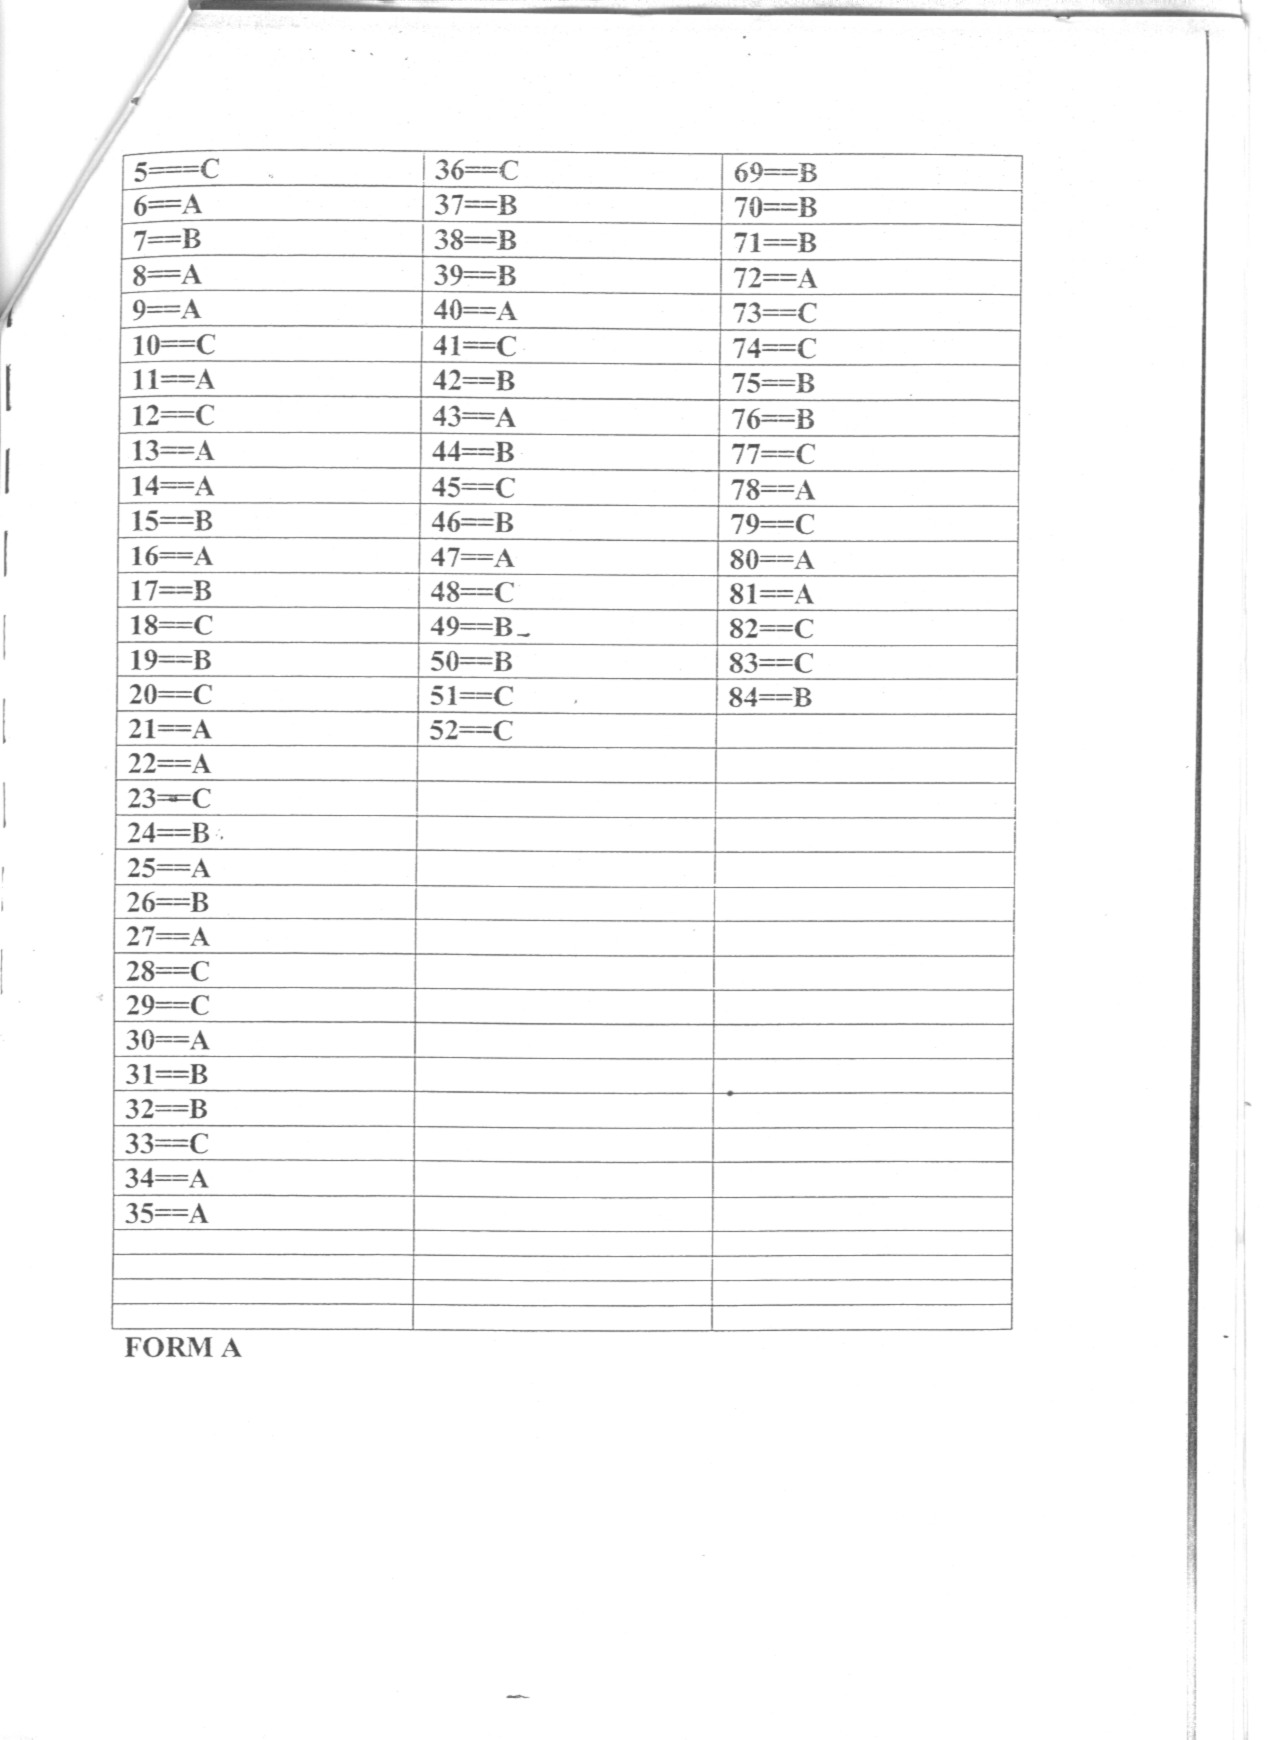 5===C 36==C 69==B
6==A 37==B 70==B
7==B 38==B 71==B
8==A 39==B 72==A
9==A 40==A 73==C
10==C 41==C 74==C
11==A 42==B 75==B
12==C 43==A 76==B
13==A 44==B 77==C
14==A 45==C 78==A
15==B 46==B 79==C
16==A 47==A 80==A
17==B 48==C 81==A
18==C 49==B 82==C
19==B 50==B 83==C
20==C 51==C 84==B
21==A 52==C
22==A
23==C
24==B
25==A
26==B
27==A
28==C
29==C
30==A
31==B
32==B
33==C
34==A
35==A
FORM A